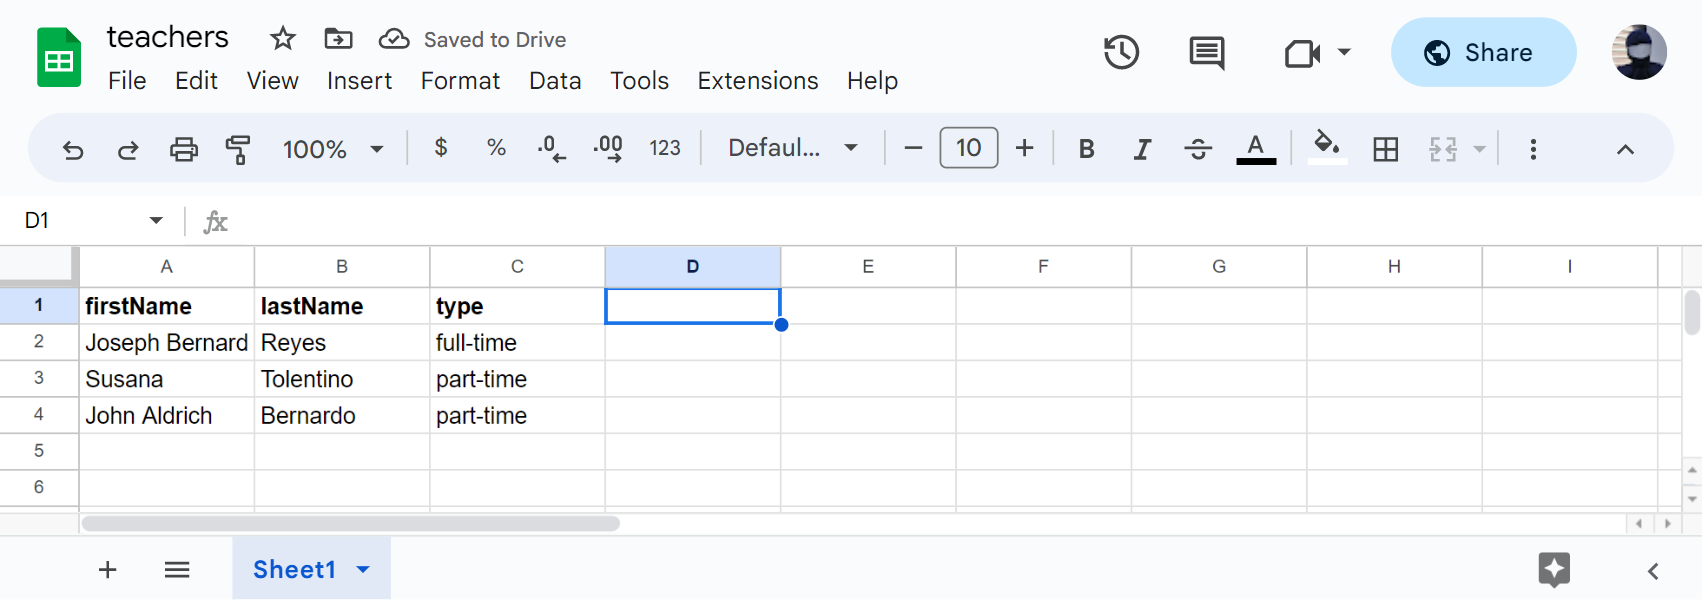 teachers Saved to Drive
File Edit View Insert Format Data Tools Extensions Help
Share
100% $ % .0 .00 123 Defaul... 10 B I S A
D1 fx
A B C D E F G H I
1 firstName lastName type
2 Joseph Bernard Reyes full-time
3 Susana Tolentino part-time
4 John Aldrich Bernardo part-time
5
6
Sheet1